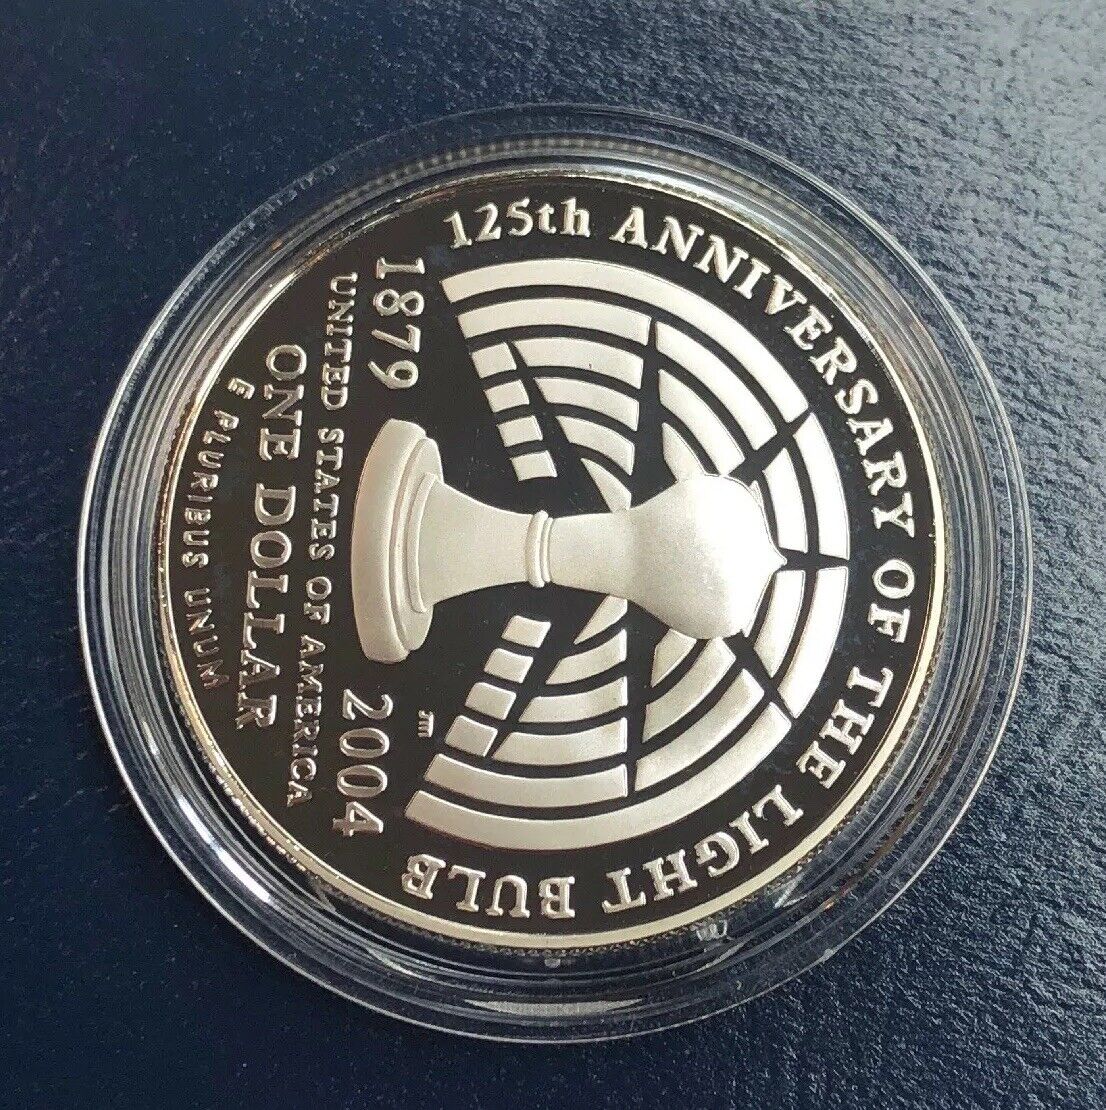 125th ANNIVERSARY OF THE LIGHT BULB
1879 2004
UNITED STATES OF AMERICA
ONE DOLLAR
E PLURIBUS UNUM